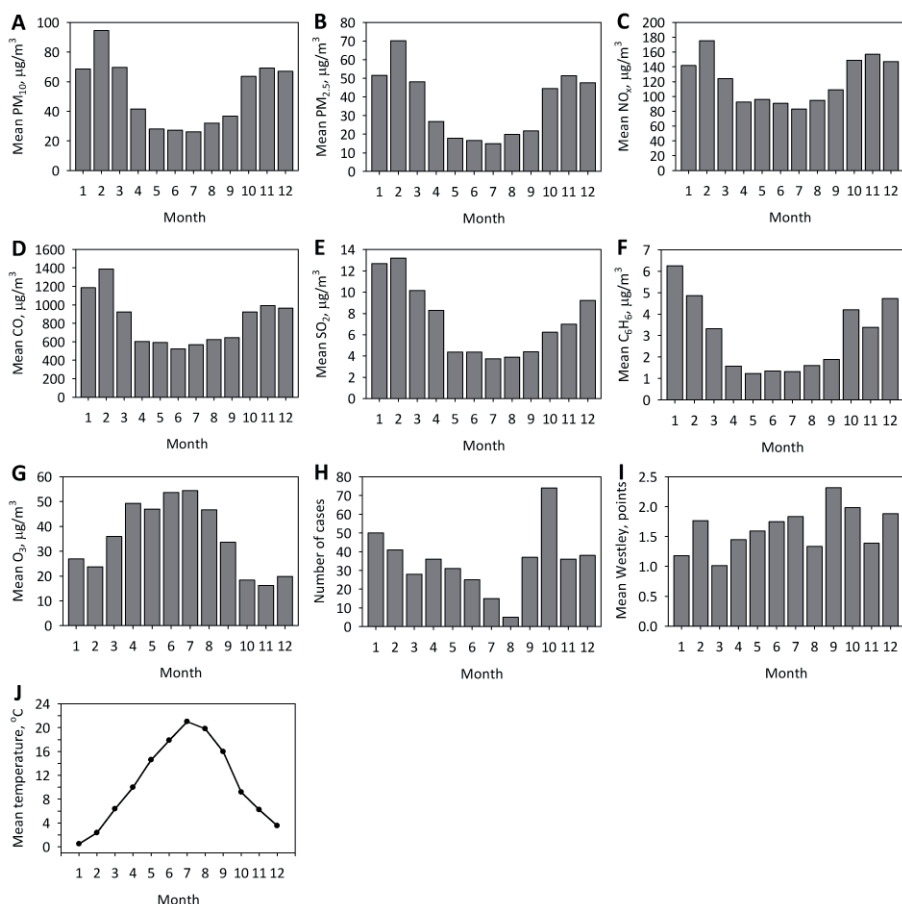 A
Mean PM₁₀, µg/m³
100
80
60
40
20
0
1 2 3 4 5 6 7 8 9 10 11 12
Month
B
Mean PM₂.₅, µg/m³
80
70
60
50
40
30
20
10
0
1 2 3 4 5 6 7 8 9 10 11 12
Month
C
Mean NOₓ, µg/m³
200
180
160
140
120
100
80
60
40
20
0
1 2 3 4 5 6 7 8 9 10 11 12
Month
D
Mean CO, µg/m³
1600
1400
1200
1000
800
600
400
200
0
1 2 3 4 5 6 7 8 9 10 11 12
Month
E
Mean SO₂, µg/m³
14
12
10
8
6
4
2
0
1 2 3 4 5 6 7 8 9 10 11 12
Month
F
Mean C₆H₆, µg/m³
7
6
5
4
3
2
1
0
1 2 3 4 5 6 7 8 9 10 11 12
Month
G
Mean O₃, µg/m³
60
50
40
30
20
10
0
1 2 3 4 5 6 7 8 9 10 11 12
Month
H
Number of cases
80
70
60
50
40
30
20
10
0
1 2 3 4 5 6 7 8 9 10 11 12
Month
I
Mean Westley, points
2.5
2.0
1.5
1.0
0.5
0.0
1 2 3 4 5 6 7 8 9 10 11 12
Month
J
Mean temperature, °C
24
20
16
12
8
4
0
1 2 3 4 5 6 7 8 9 10 11 12
Month